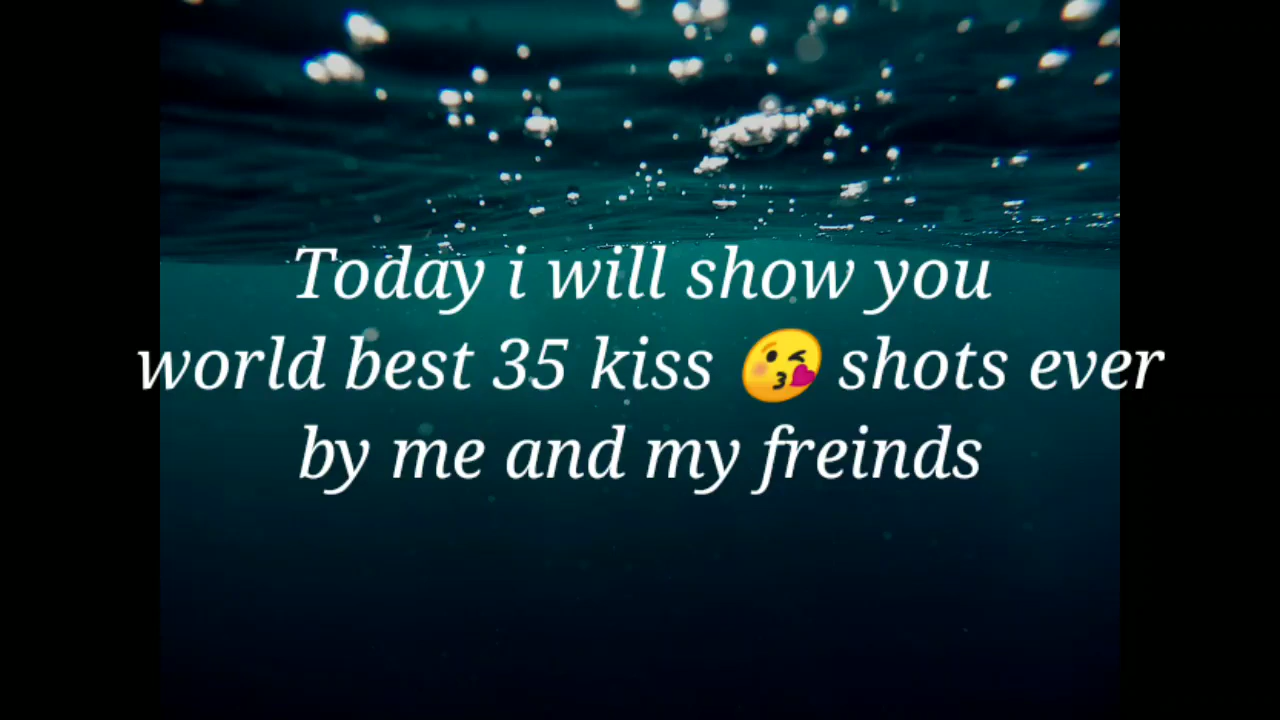 Today i will show you
world best 35 kiss 😘 shots ever
by me and my freinds